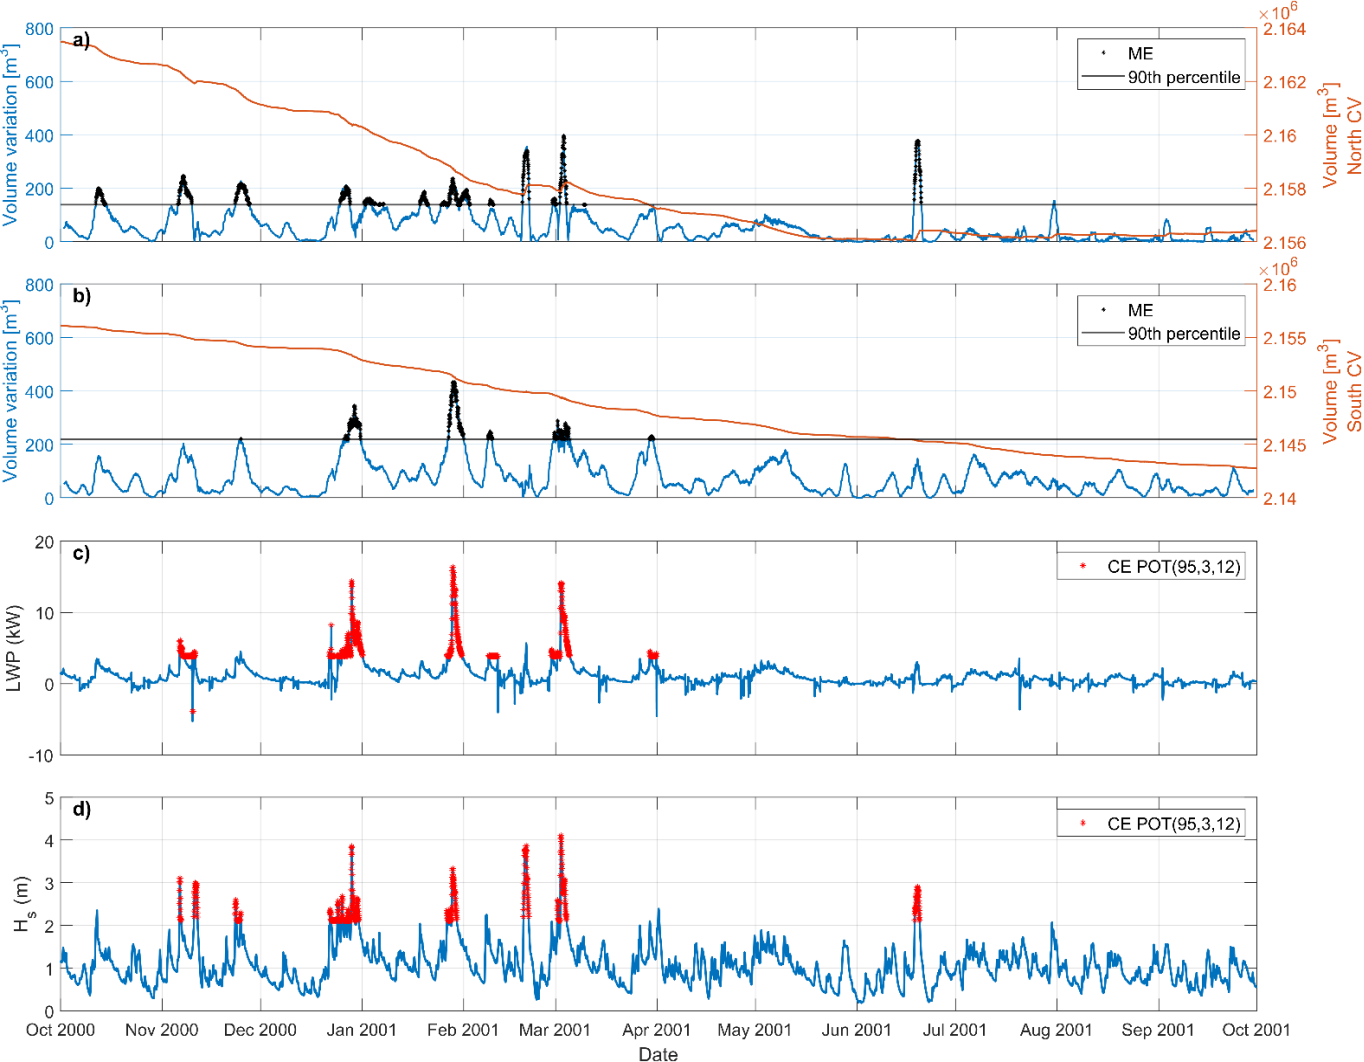 a)
×10⁶
800
600
400
200
0
Volume variation [m³]
2.164
2.162
2.16
2.158
2.156
Volume [m³]
North CV
ME
90th percentile
b)
×10⁶
800
600
400
200
0
Volume variation [m³]
2.16
2.155
2.15
2.145
2.14
Volume [m³]
South CV
ME
90th percentile
c)
20
10
0
-10
LWP (kW)
CE POT(95,3,12)
d)
5
4
3
2
1
0
Hₛ (m)
CE POT(95,3,12)
Oct 2000 Nov 2000 Dec 2000 Jan 2001 Feb 2001 Mar 2001 Apr 2001 May 2001 Jun 2001 Jul 2001 Aug 2001 Sep 2001 Oct 2001
Date